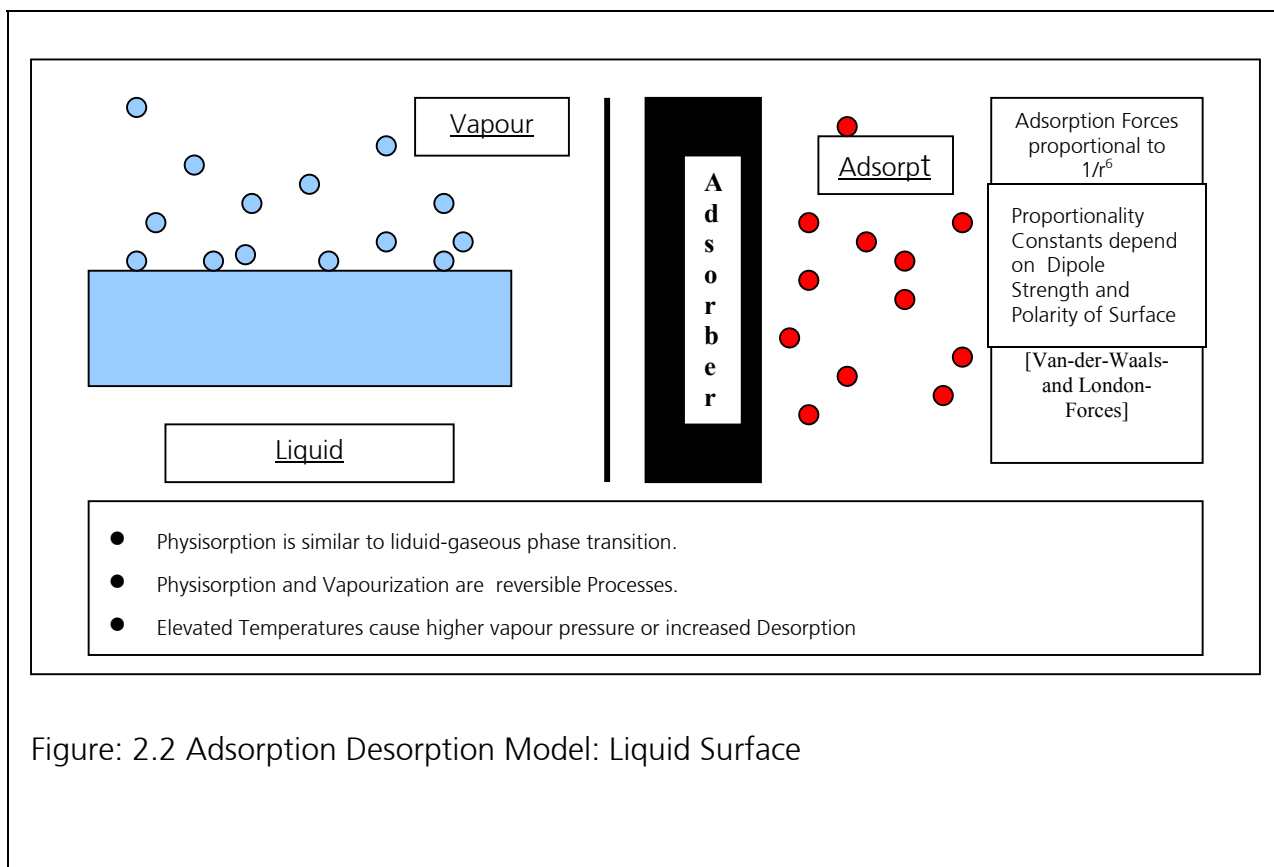 Vapour
Liquid
Adsorber
Adsorpt
Adsorption Forces
proportional to
1/r⁶
Proportionality
Constants depend
on Dipole
Strength and
Polarity of Surface
[Van-der-Waals-
and London-
Forces]
● Physisorption is similar to liduid-gaseous phase transition.
● Physisorption and Vapourization are reversible Processes.
● Elevated Temperatures cause higher vapour pressure or increased Desorption
Figure: 2.2 Adsorption Desorption Model: Liquid Surface